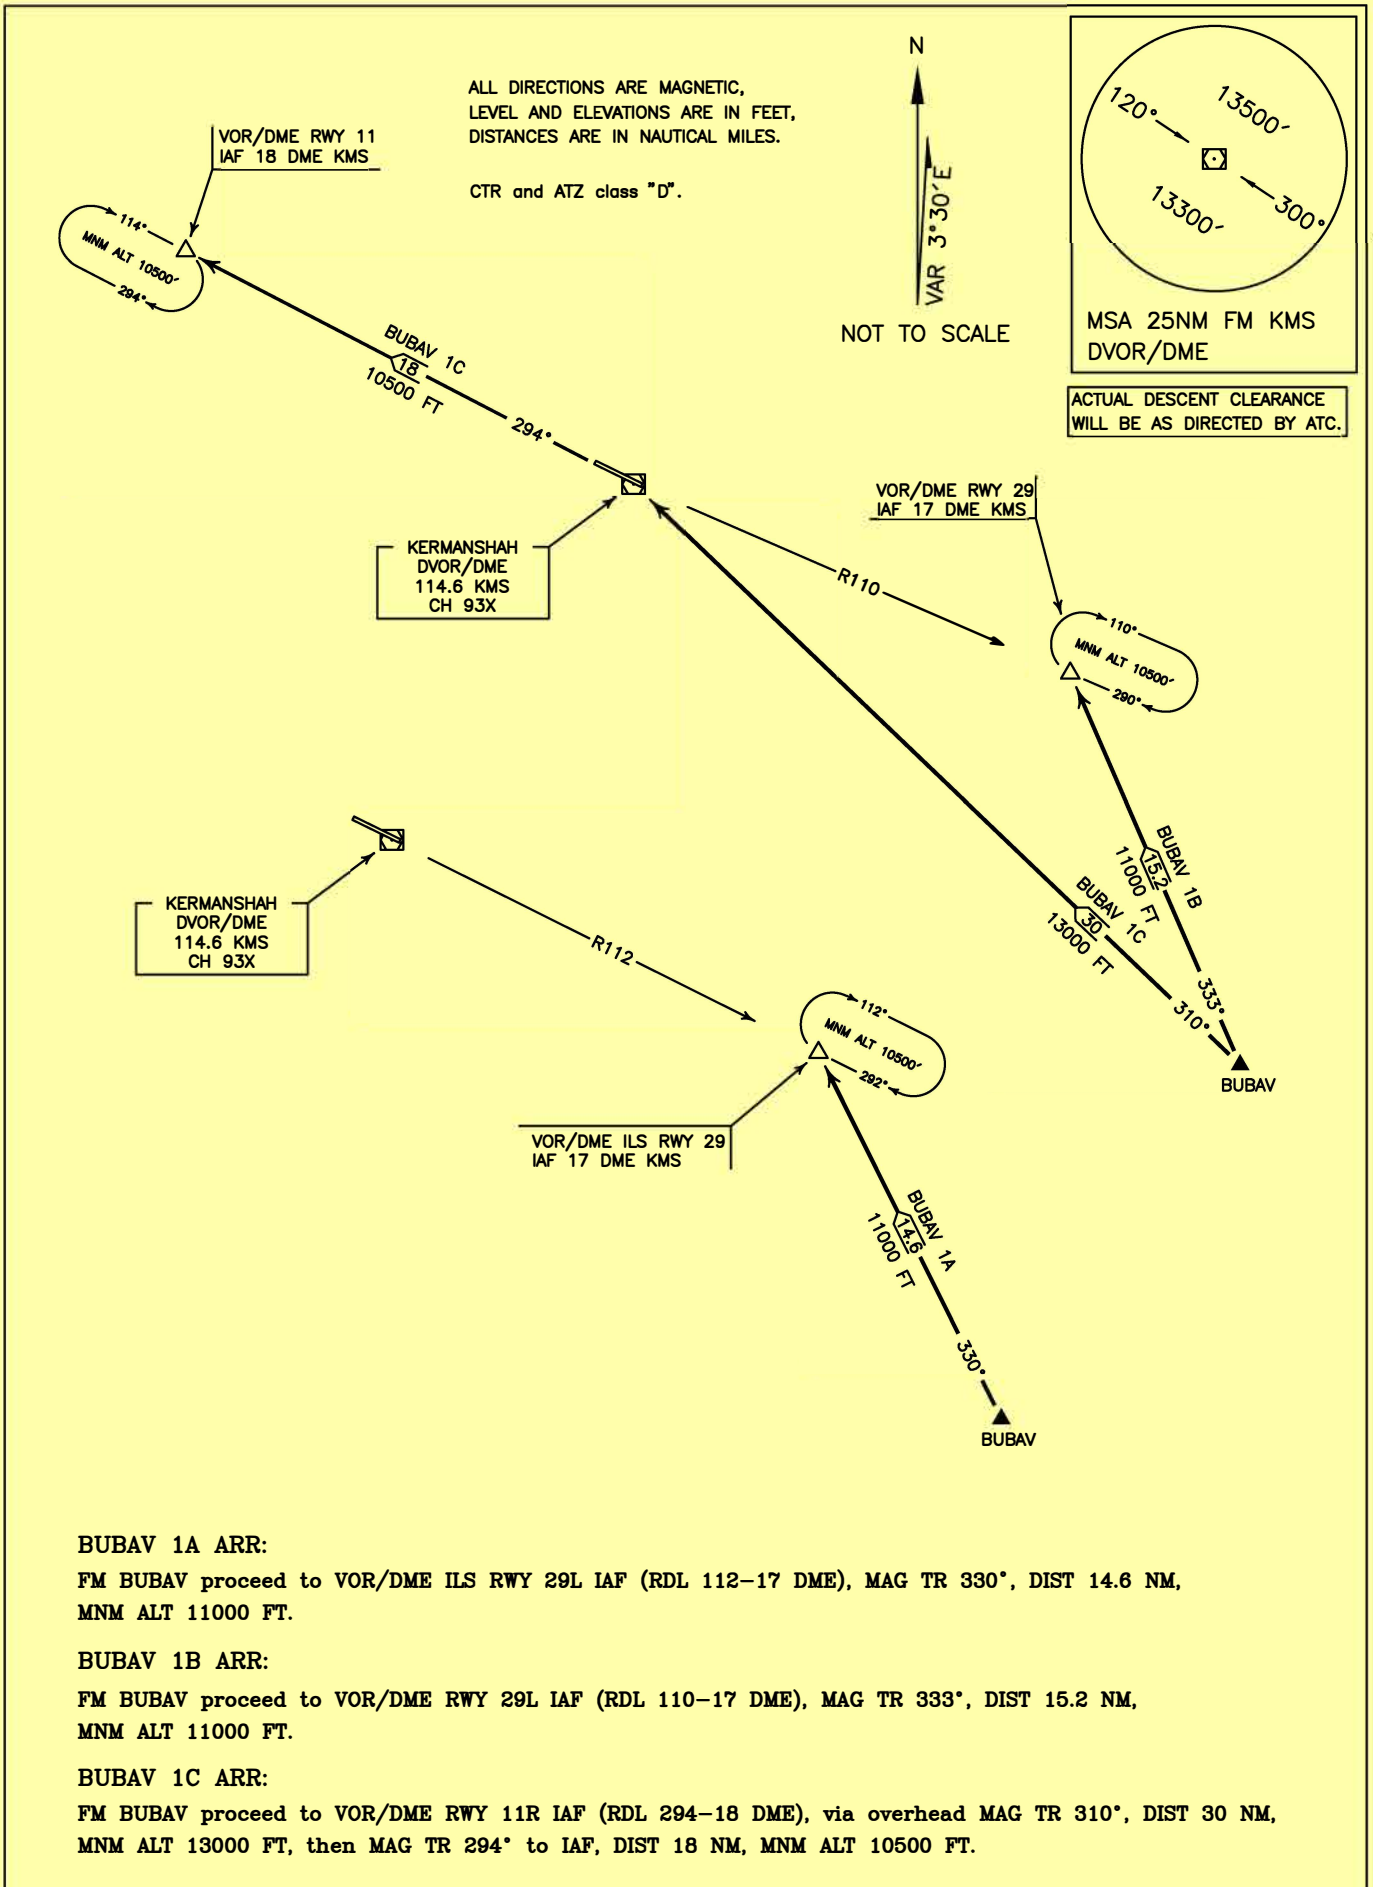 ALL DIRECTIONS ARE MAGNETIC,
LEVEL AND ELEVATIONS ARE IN FEET,
DISTANCES ARE IN NAUTICAL MILES.
CTR and ATZ class "D".
N
VAR 3°30′E
NOT TO SCALE
120°
13500′
13300′
300°
MSA 25NM FM KMS
DVOR/DME
ACTUAL DESCENT CLEARANCE
WILL BE AS DIRECTED BY ATC.
VOR/DME RWY 11
IAF 18 DME KMS
114°
MNM ALT 10500′
294°
BUBAV 1C
18
10500 FT
294°
KERMANSHAH
DVOR/DME
114.6 KMS
CH 93X
R110
VOR/DME RWY 29
IAF 17 DME KMS
110°
MNM ALT 10500′
290°
BUBAV 1B
15.2
11000 FT
333°
BUBAV 1C
30
13000 FT
310°
BUBAV
KERMANSHAH
DVOR/DME
114.6 KMS
CH 93X
R112
112°
MNM ALT 10500′
292°
VOR/DME ILS RWY 29
IAF 17 DME KMS
BUBAV 1A
14.6
11000 FT
330°
BUBAV
BUBAV 1A ARR:
FM BUBAV proceed to VOR/DME ILS RWY 29L IAF (RDL 112-17 DME), MAG TR 330°, DIST 14.6 NM,
MNM ALT 11000 FT.
BUBAV 1B ARR:
FM BUBAV proceed to VOR/DME RWY 29L IAF (RDL 110-17 DME), MAG TR 333°, DIST 15.2 NM,
MNM ALT 11000 FT.
BUBAV 1C ARR:
FM BUBAV proceed to VOR/DME RWY 11R IAF (RDL 294-18 DME), via overhead MAG TR 310°, DIST 30 NM,
MNM ALT 13000 FT, then MAG TR 294° to IAF, DIST 18 NM, MNM ALT 10500 FT.